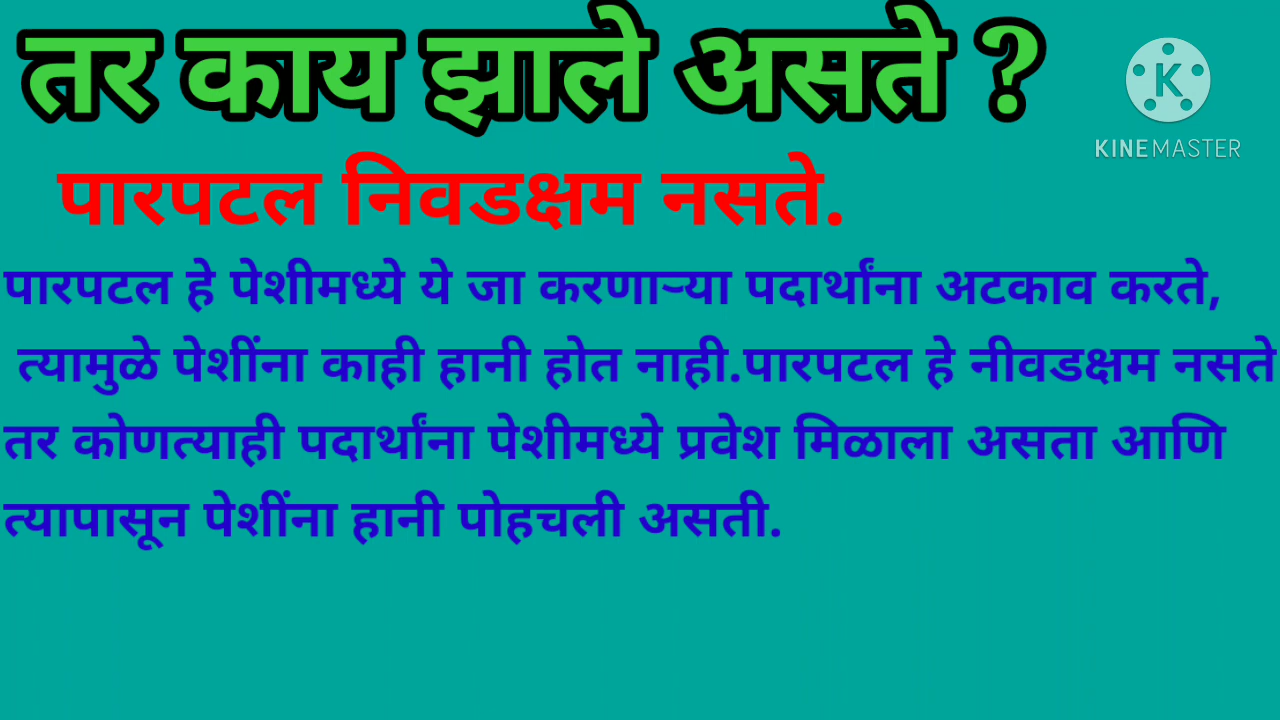 तर काय झाले असते ?
K
KINEMASTER
पारपटल निवडक्षम नसते.
पारपटल हे पेशीमध्ये ये जा करणाऱ्या पदार्थांना अटकाव करते,
त्यामुळे पेशींना काही हानी होत नाही.पारपटल हे नीवडक्षम नसते
तर कोणत्याही पदार्थांना पेशीमध्ये प्रवेश मिळाला असता आणि
त्यापासून पेशींना हानी पोहचली असती.